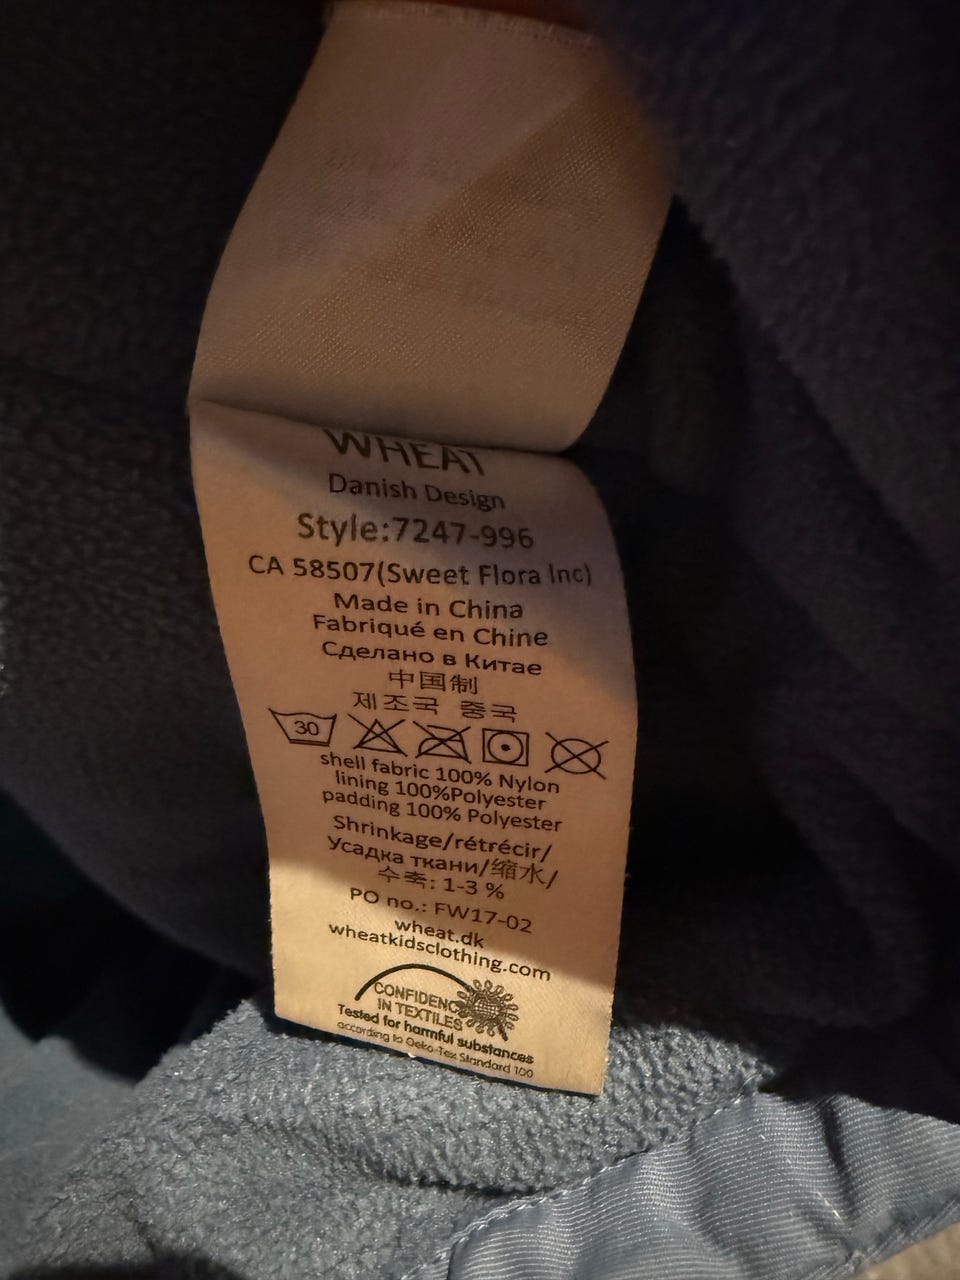 WHEAT
Danish Design
Style:7247-996
CA 58507(Sweet Flora Inc)
Made in China
Fabriqué en Chine
Сделано в Китае
中国制
제조국 중국
30
shell fabric 100% Nylon
lining 100%Polyester
padding 100% Polyester
Shrinkage/rétrécir/
Усадка ткани/缩水/
수축: 1-3 %
PO no.: FW17-02
wheat.dk
wheatkidsclothing.com
CONFIDENC
IN TEXTILES
Tested for harmful substances
according to Oeko-Tex Standard 100